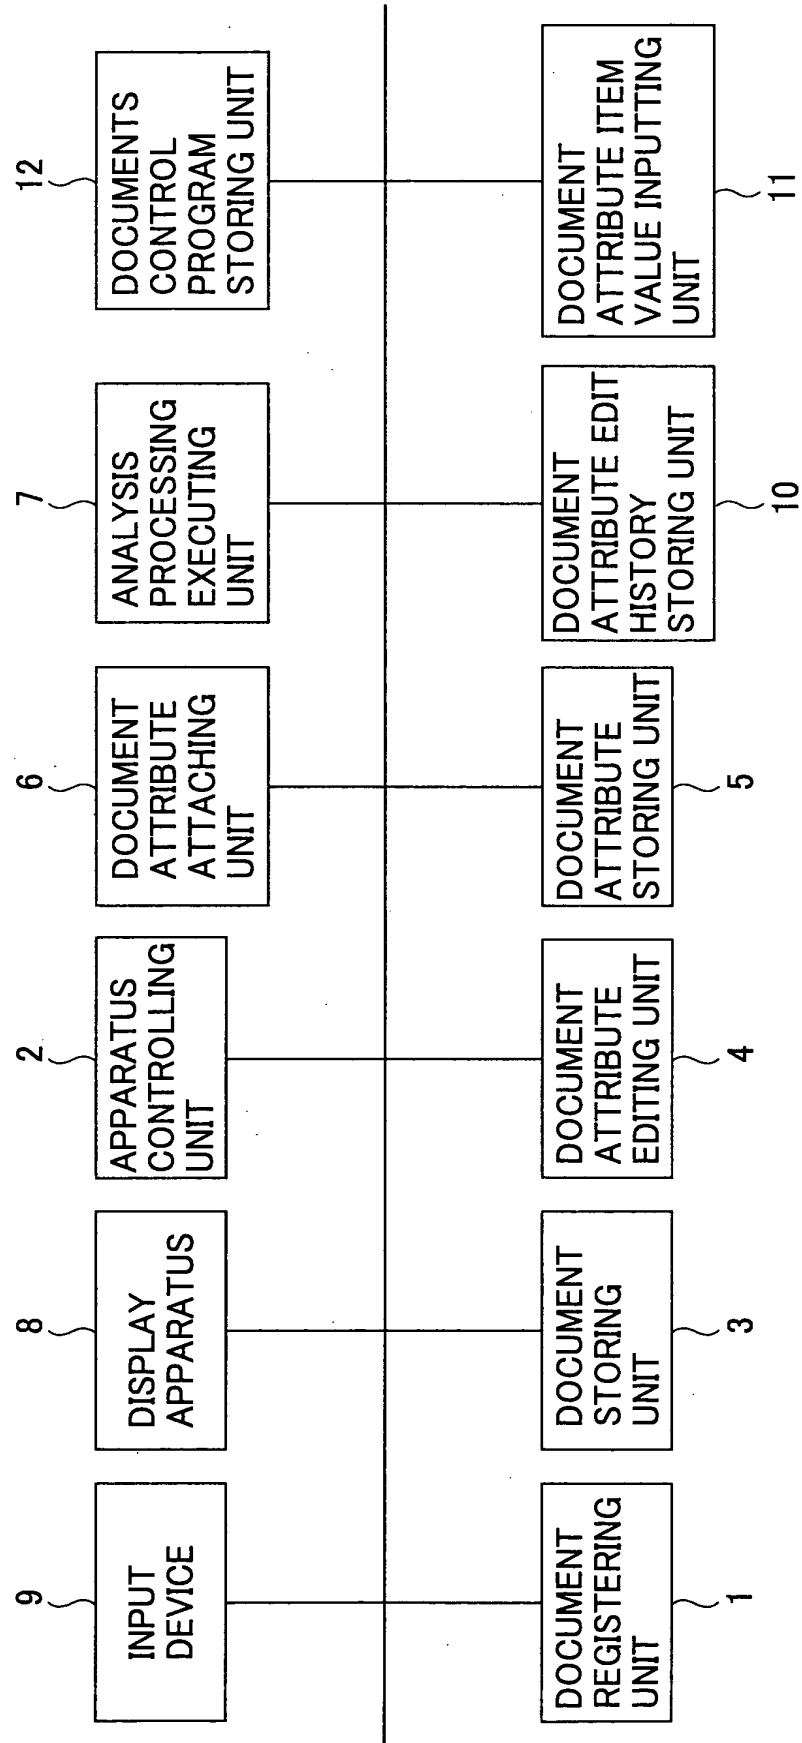 9
INPUT
DEVICE
8
DISPLAY
APPARATUS
2
APPARATUS
CONTROLLING
UNIT
6
DOCUMENT
ATTRIBUTE
ATTACHING
UNIT
7
ANALYSIS
PROCESSING
EXECUTING
UNIT
12
DOCUMENTS
CONTROL
PROGRAM
STORING UNIT
DOCUMENT
REGISTERING
UNIT
1
DOCUMENT
STORING
UNIT
3
DOCUMENT
ATTRIBUTE
EDITING UNIT
4
DOCUMENT
ATTRIBUTE
STORING UNIT
5
DOCUMENT
ATTRIBUTE EDIT
HISTORY
STORING UNIT
10
DOCUMENT
ATTRIBUTE ITEM
VALUE INPUTTING
UNIT
11